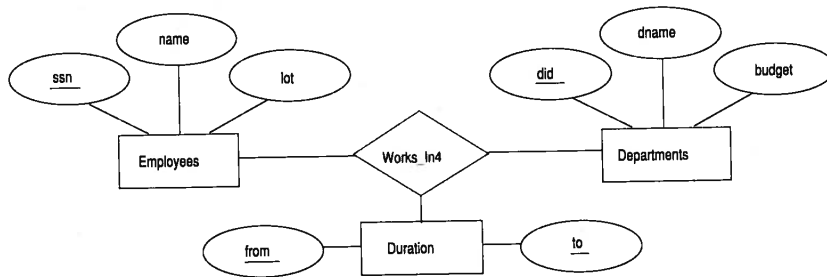 name
dname
ssn
lot
did
budget
Employees
Works_In4
Departments
from
Duration
to